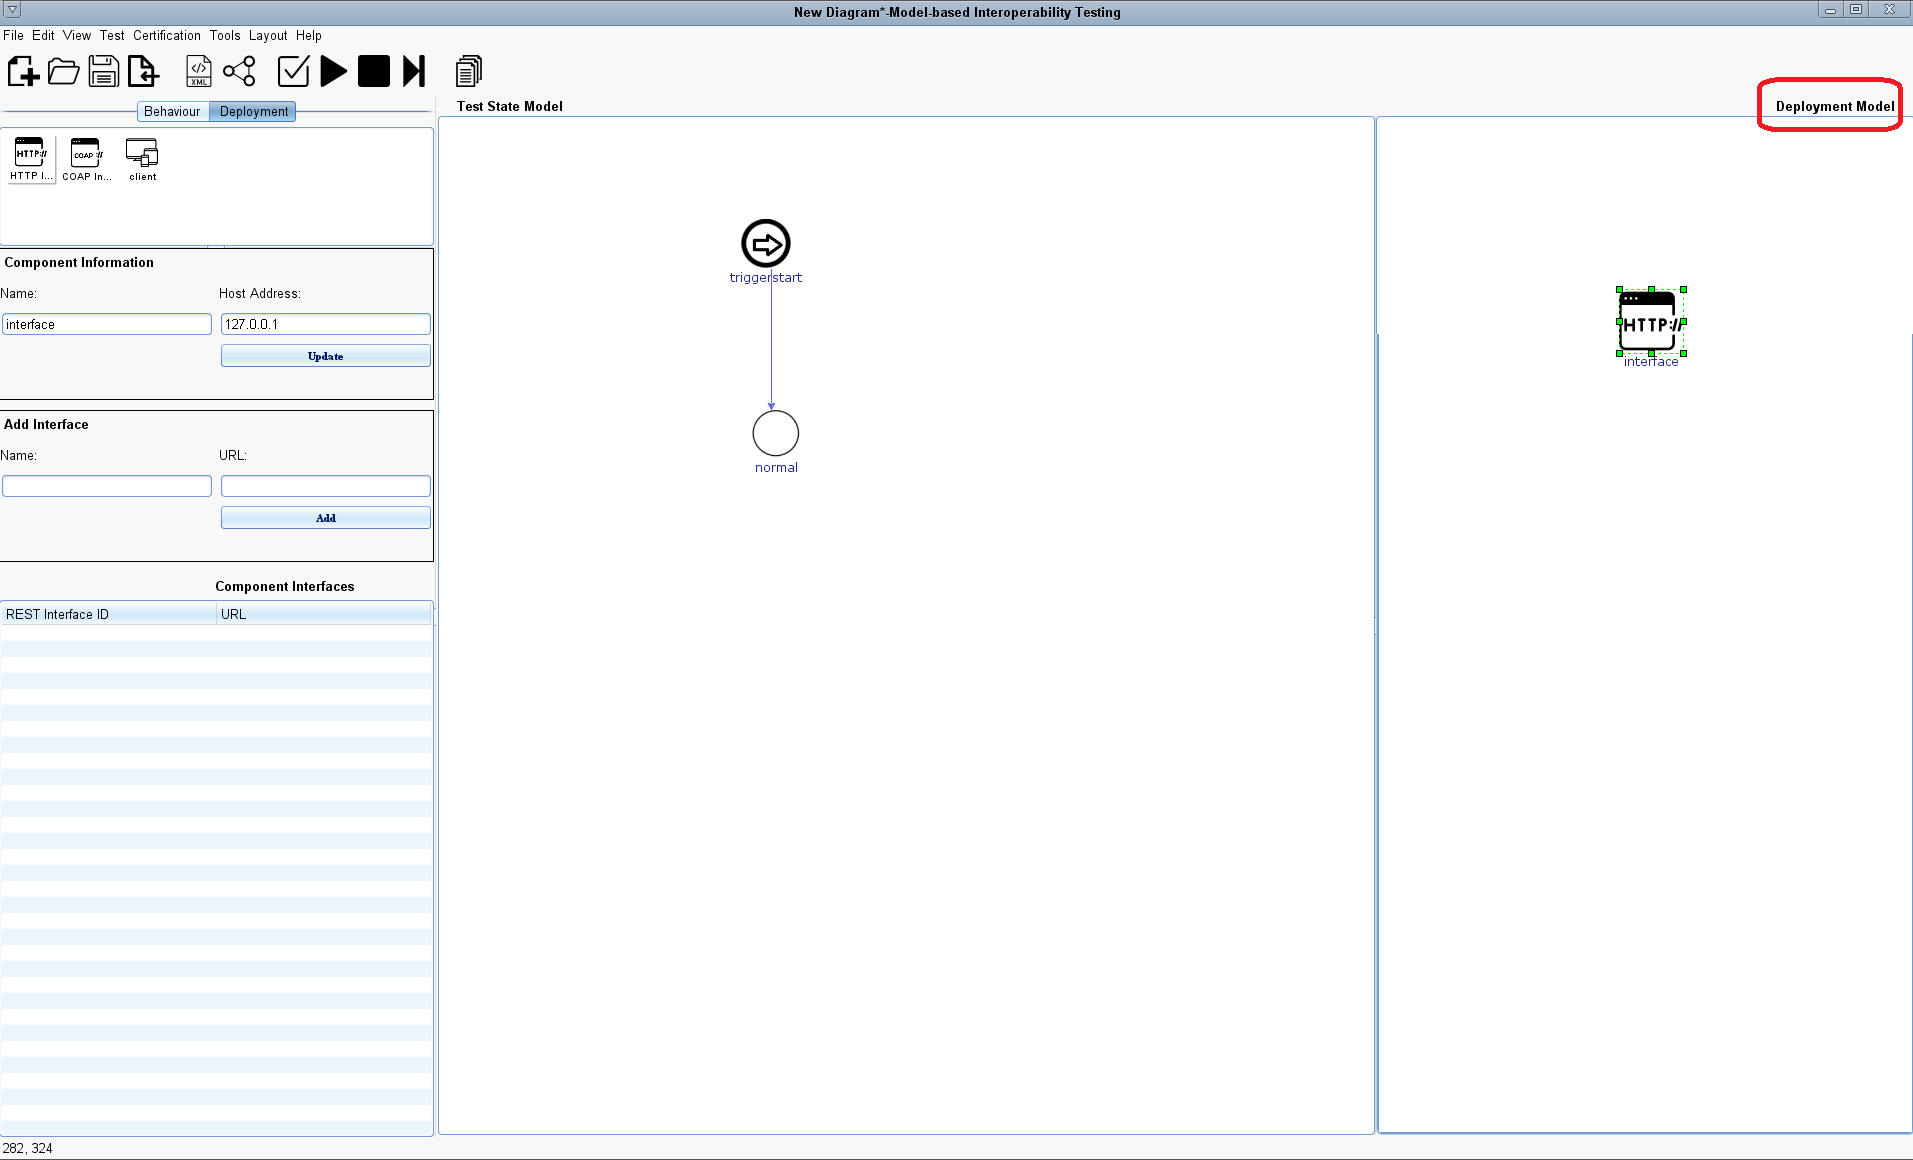 New Diagram*-Model-based Interoperability Testing
File Edit View Test Certification Tools Layout Help
XML
Behaviour Deployment
Test State Model
Deployment Model
HTTP://
COAP ://
HTTP I...
COAP In...
client
Component Information
Name:
Host Address:
interface
127.0.0.1
Update
Add Interface
Name:
URL:
Add
Component Interfaces
REST Interface ID
URL
triggerstart
normal
HTTP://
interface
282, 324